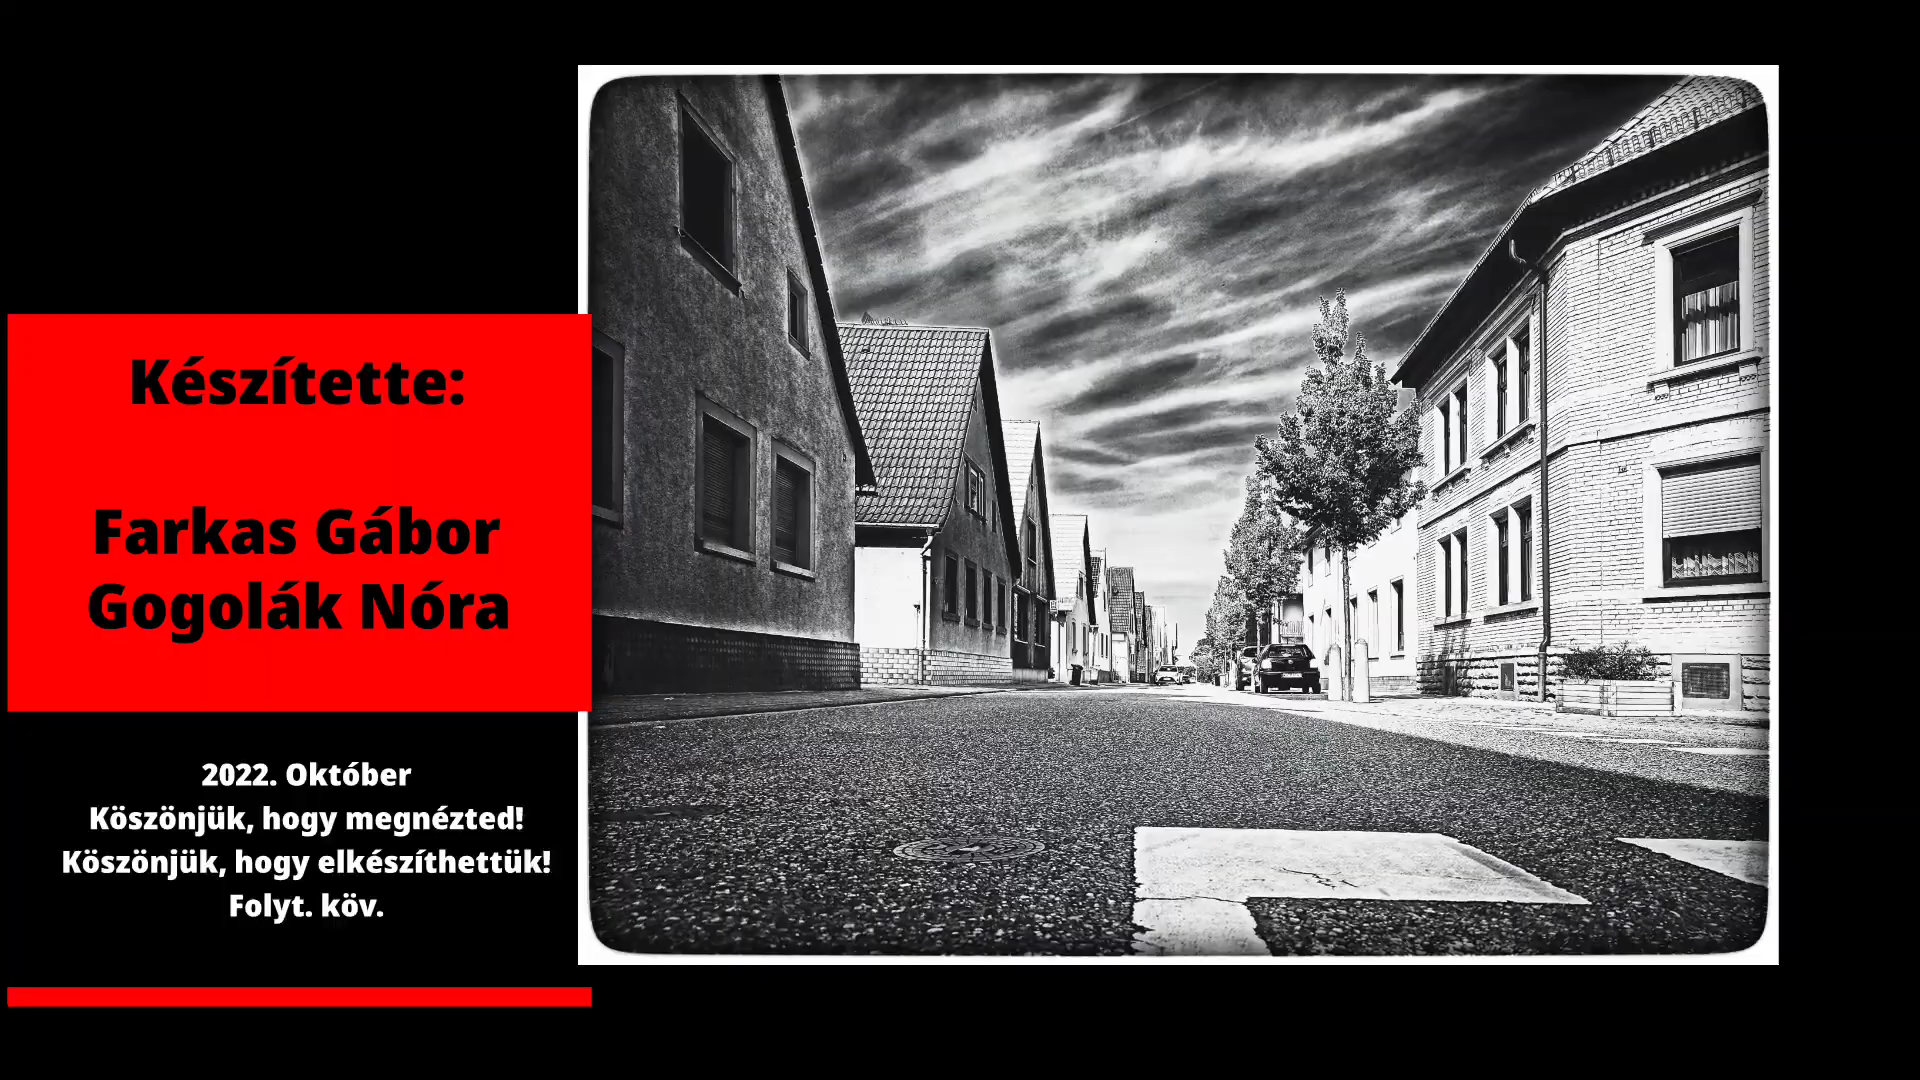 Készítette:
Farkas Gábor
Gogolák Nóra
2022. Október
Köszönjük, hogy megnézted!
Köszönjük, hogy elkészíthettük!
Folyt. köv.